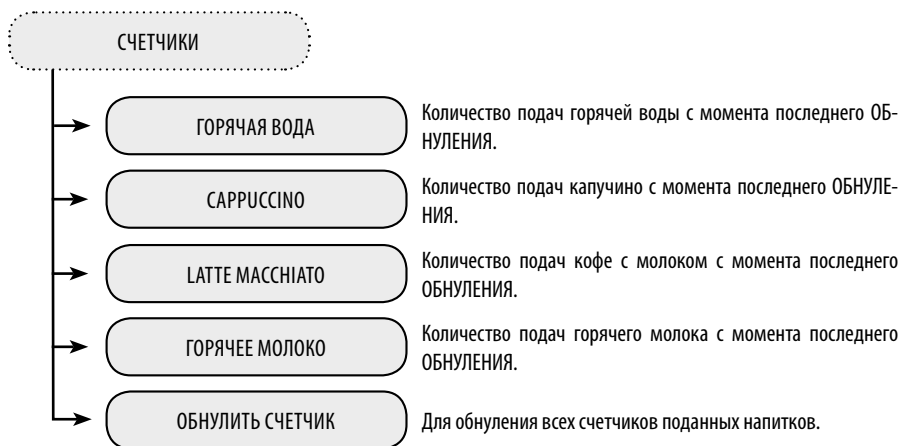 СЧЕТЧИКИ
ГОРЯЧАЯ ВОДА
Количество подач горячей воды с момента последнего ОБ-
НУЛЕНИЯ.
CAPPUCCINO
Количество подач капучино с момента последнего ОБНУЛЕ-
НИЯ.
LATTE MACCHIATO
Количество подач кофе с молоком с момента последнего
ОБНУЛЕНИЯ.
ГОРЯЧЕЕ МОЛОКО
Количество подач горячего молока с момента последнего
ОБНУЛЕНИЯ.
ОБНУЛИТЬ СЧЕТЧИК
Для обнуления всех счетчиков поданных напитков.